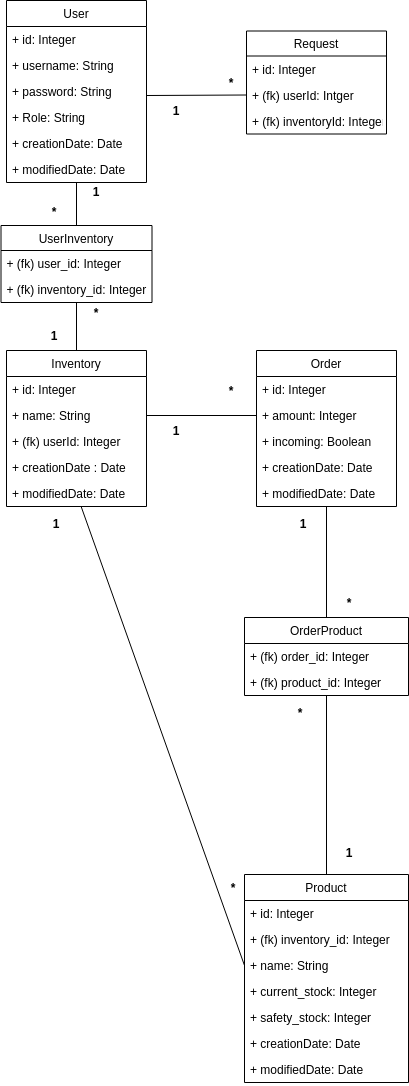 User
+ id: Integer
+ username: String
+ password: String
+ Role: String
+ creationDate: Date
+ modifiedDate: Date
Request
+ id: Integer
+ (fk) userId: Intger
+ (fk) inventoryId: Intege
*
1
1
*
UserInventory
+ (fk) user_id: Integer
+ (fk) inventory_id: Integer
*
1
Inventory
+ id: Integer
+ name: String
+ (fk) userId: Integer
+ creationDate : Date
+ modifiedDate: Date
*
1
Order
+ id: Integer
+ amount: Integer
+ incoming: Boolean
+ creationDate: Date
+ modifiedDate: Date
1
1
*
OrderProduct
+ (fk) order_id: Integer
+ (fk) product_id: Integer
*
1
*
Product
+ id: Integer
+ (fk) inventory_id: Integer
+ name: String
+ current_stock: Integer
+ safety_stock: Integer
+ creationDate: Date
+ modifiedDate: Date